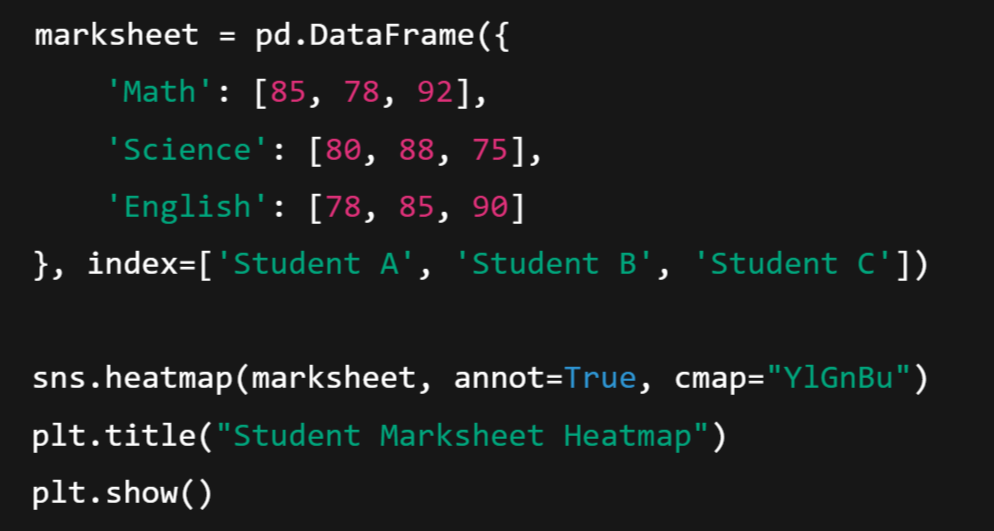 marksheet = pd.DataFrame({
    'Math': [85, 78, 92],
    'Science': [80, 88, 75],
    'English': [78, 85, 90]
}, index=['Student A', 'Student B', 'Student C'])
sns.heatmap(marksheet, annot=True, cmap="YlGnBu")
plt.title("Student Marksheet Heatmap")
plt.show()